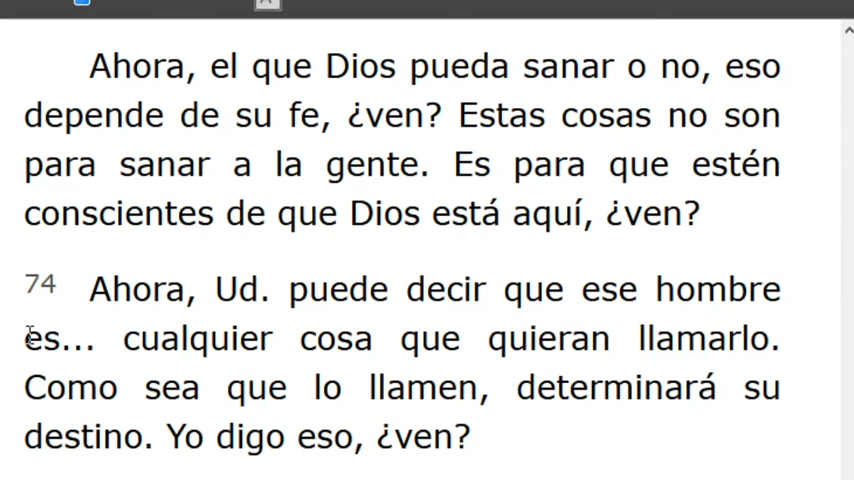 Ahora, el que Dios pueda sanar o no, eso
depende de su fe, ¿ven? Estas cosas no son
para sanar a la gente. Es para que estén
conscientes de que Dios está aquí, ¿ven?
74 Ahora, Ud. puede decir que ese hombre
es... cualquier cosa que quieran llamarlo.
Como sea que lo llamen, determinará su
destino. Yo digo eso, ¿ven?